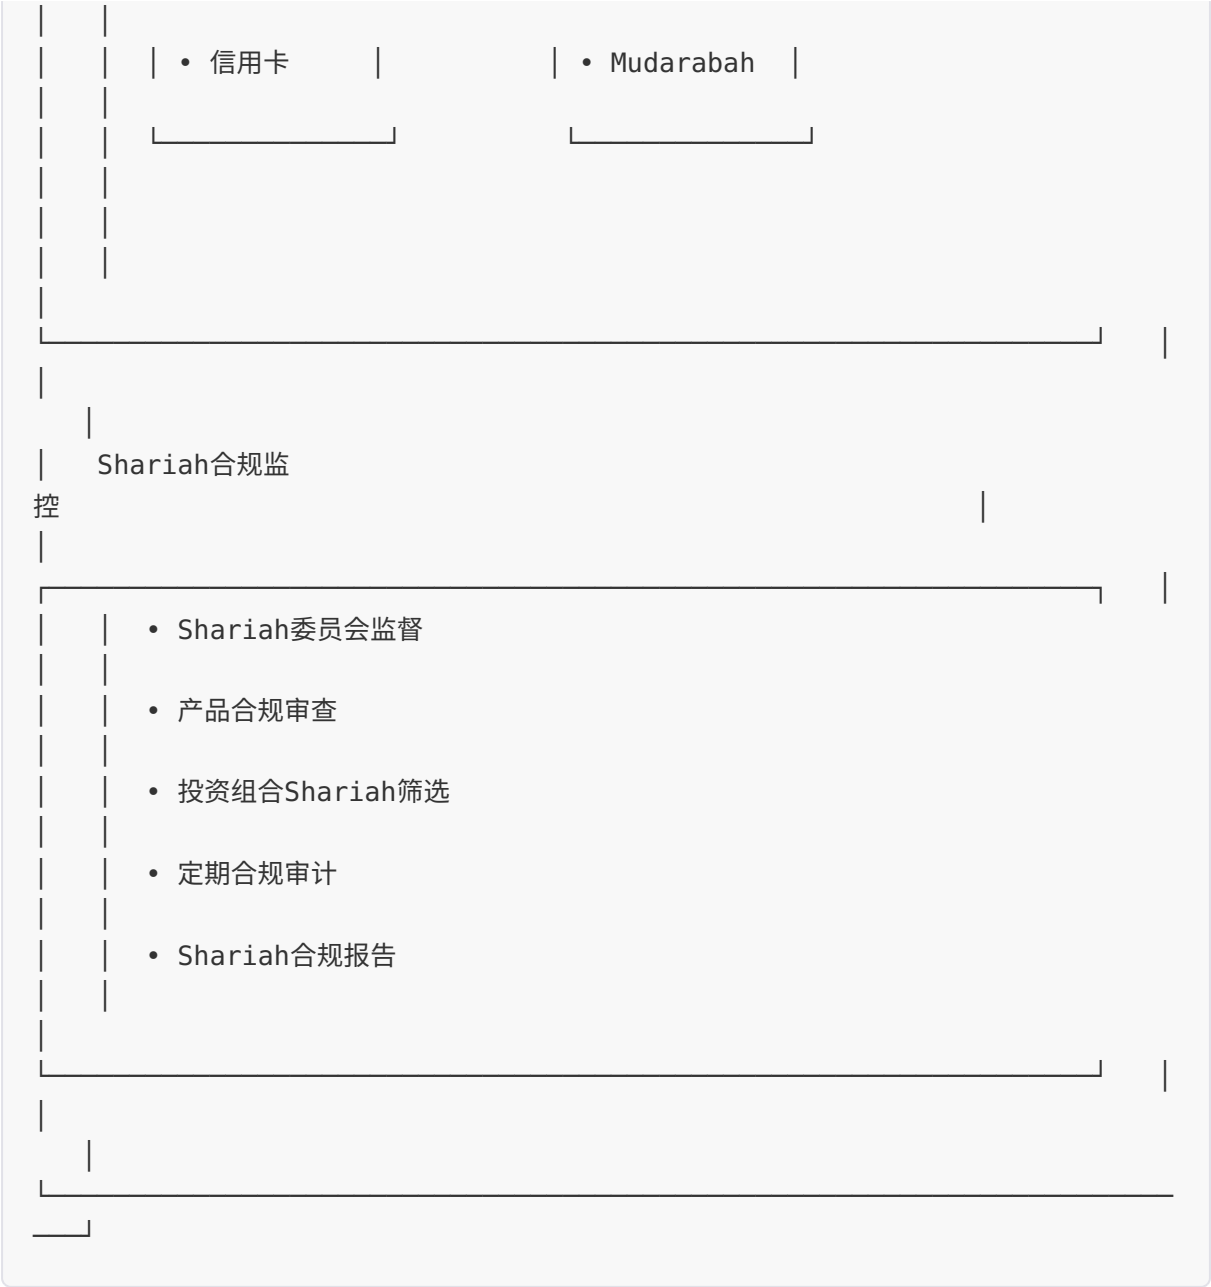 • 信用卡 • Mudarabah
Shariah合规监
控
• Shariah委员会监督
• 产品合规审查
• 投资组合Shariah筛选
• 定期合规审计
• Shariah合规报告